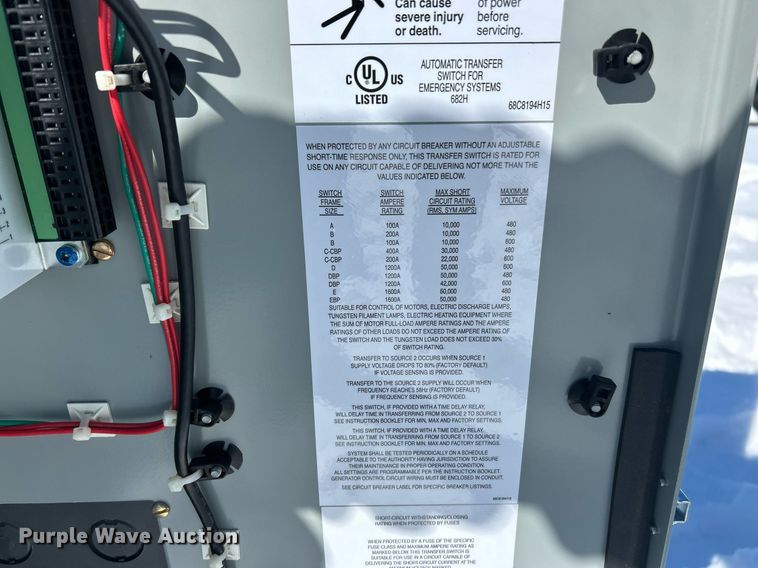 Can cause
severe injury
or death.
of power
before
servicing.
C UL US
LISTED
AUTOMATIC TRANSFER
SWITCH FOR
EMERGENCY SYSTEMS
682H
68C8194H15
WHEN PROTECTED BY ANY CIRCUIT BREAKER WITHOUT AN ADJUSTABLE
SHORT-TIME RESPONSE ONLY, THIS TRANSFER SWITCH IS RATED FOR
USE ON ANY CIRCUIT CAPABLE OF DELIVERING NOT MORE THAN THE
VALUES INDICATED BELOW.
SWITCH SWITCH MAX SHORT MAXIMUM
FRAME AMPERE CIRCUIT RATING VOLTAGE
SIZE RATING (RMS, SYM AMPS)
A 100A 10,000 480
B 200A 10,000 480
B 100A 10,000 600
C-CBP 400A 30,000 480
C-CBP 200A 22,000 600
D 1200A 50,000 600
DBP 1200A 50,000 480
DBP 1200A 42,000 600
E 1600A 50,000 480
EBP 1600A 50,000 480
SUITABLE FOR CONTROL OF MOTORS, ELECTRIC DISCHARGE LAMPS,
TUNGSTEN FILAMENT LAMPS, ELECTRIC HEATING EQUIPMENT WHERE
THE SUM OF MOTOR FULL-LOAD AMPERE RATINGS AND THE AMPERE
RATINGS OF OTHER LOADS DO NOT EXCEED THE AMPERE RATING OF
THE SWITCH AND THE TUNGSTEN LOAD DOES NOT EXCEED 30%
OF SWITCH RATING.
TRANSFER TO SOURCE 2 OCCURS WHEN SOURCE 1
SUPPLY VOLTAGE DROPS TO 80% (FACTORY DEFAULT)
IF VOLTAGE SENSING IS PROVIDED.
TRANSFER TO THE SOURCE 2 SUPPLY WILL OCCUR WHEN
FREQUENCY REACHES 58Hz (FACTORY DEFAULT)
IF FREQUENCY SENSING IS PROVIDED.
THIS SWITCH, IF PROVIDED WITH A TIME DELAY RELAY,
WILL DELAY TIME IN TRANSFERRING FROM SOURCE 2 TO SOURCE 1
SEE INSTRUCTION BOOKLET FOR MIN, MAX AND FACTORY SETTINGS.
THIS SWITCH, IF PROVIDED WITH A TIME DELAY RELAY,
WILL DELAY TIME IN TRANSFERRING FROM SOURCE 1 TO SOURCE 2
SEE INSTRUCTION BOOKLET FOR MIN, MAX AND FACTORY SETTINGS.
SYSTEM SHALL BE TESTED PERIODICALLY ON A SCHEDULE
ACCEPTABLE TO THE AUTHORITY HAVING JURISDICTION TO ASSURE
THEIR MAINTENANCE IN PROPER OPERATING CONDITION.
ALL SETTINGS ARE PROGRAMMABLE PER THE INSTRUCTION BOOKLET.
GENERATOR CONTROL CIRCUIT WIRING MUST BE ENCLOSED IN CONDUIT.
SEE CIRCUIT BREAKER LABEL FOR SPECIFIC BREAKER LISTINGS.
SHORT-CIRCUIT WITHSTANDING/CLOSING
RATING WHEN PROTECTED BY FUSES
WHEN PROTECTED BY A FUSE OF THE SPECIFIC
FUSE CLASS AND MAXIMUM AMPERE RATING AS
MARKED BELOW, THIS TRANSFER SWITCH IS
SUITABLE FOR USE IN A CIRCUIT CAPABLE OF
DELIVERING THE SHORT CIRCUIT CURRENT AT THE
Purple Wave Auction